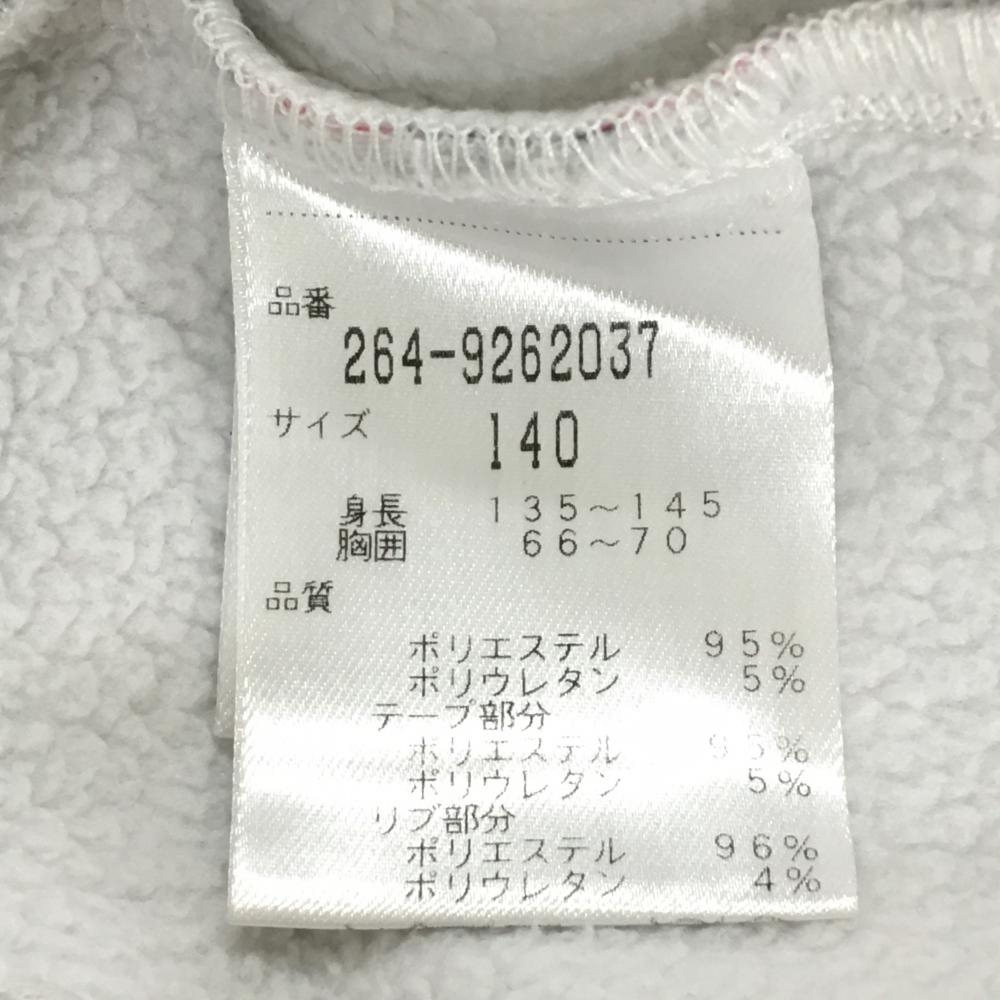 品番
264-9262037
サイズ 140
身長 135～145
胸囲 66～70
品質
ポリエステル 95%
ポリウレタン 5%
テープ部分
ポリエステル 95%
ポリウレタン 5%
リブ部分
ポリエステル 96%
ポリウレタン 4%